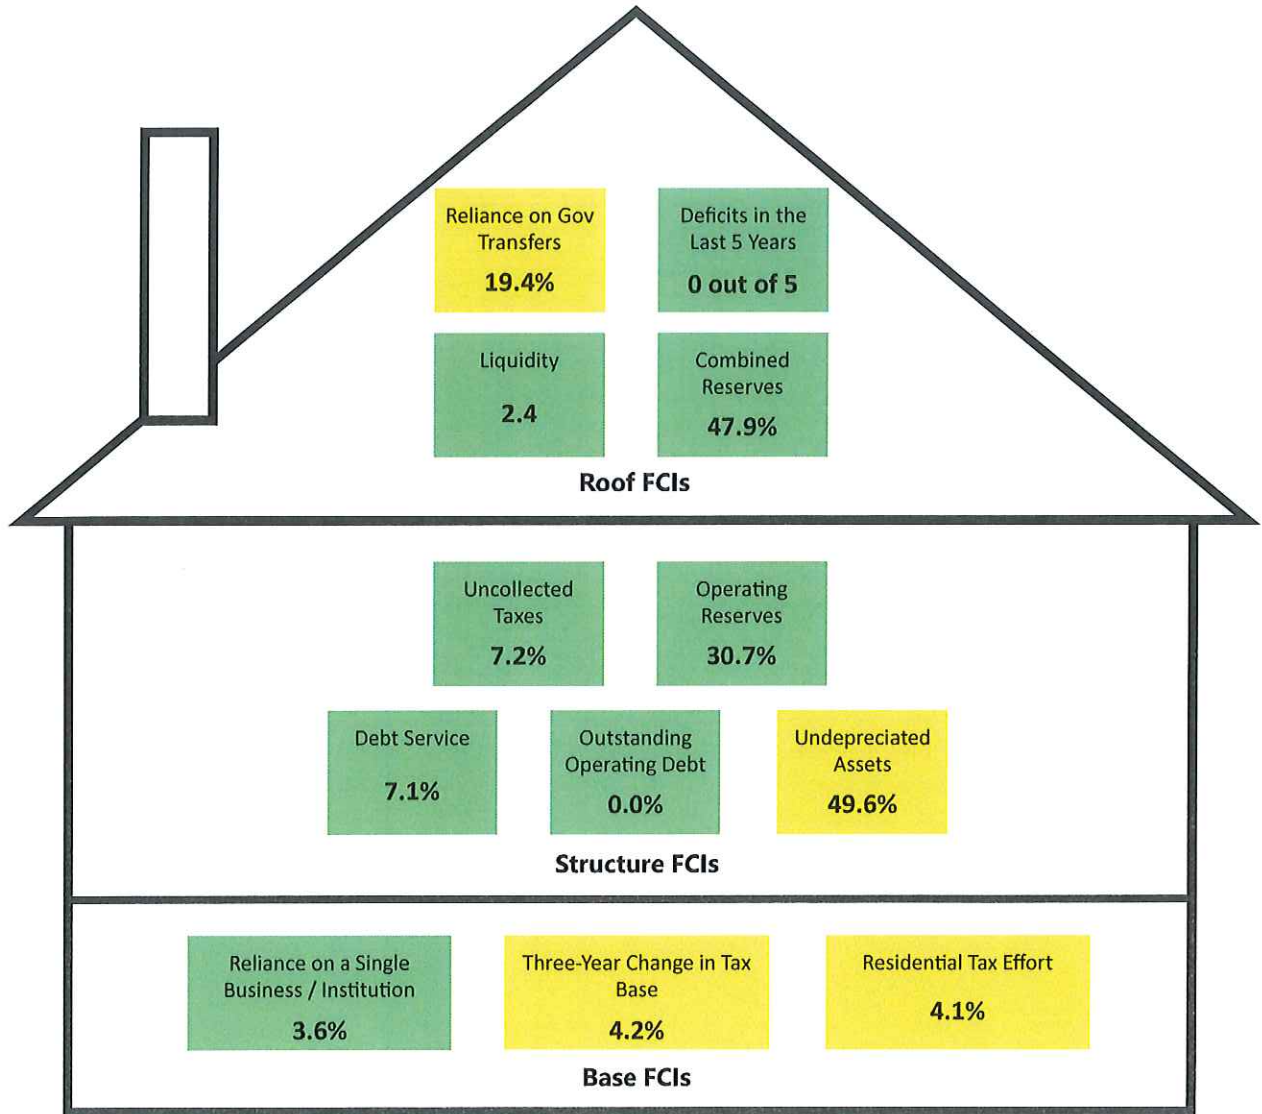 Reliance on Gov
Transfers
19.4%
Deficits in the
Last 5 Years
0 out of 5
Liquidity
2.4
Combined
Reserves
47.9%
Roof FCIs
Uncollected
Taxes
7.2%
Operating
Reserves
30.7%
Debt Service
7.1%
Outstanding
Operating Debt
0.0%
Undepreciated
Assets
49.6%
Structure FCIs
Reliance on a Single
Business / Institution
3.6%
Three-Year Change in Tax
Base
4.2%
Residential Tax Effort
4.1%
Base FCIs